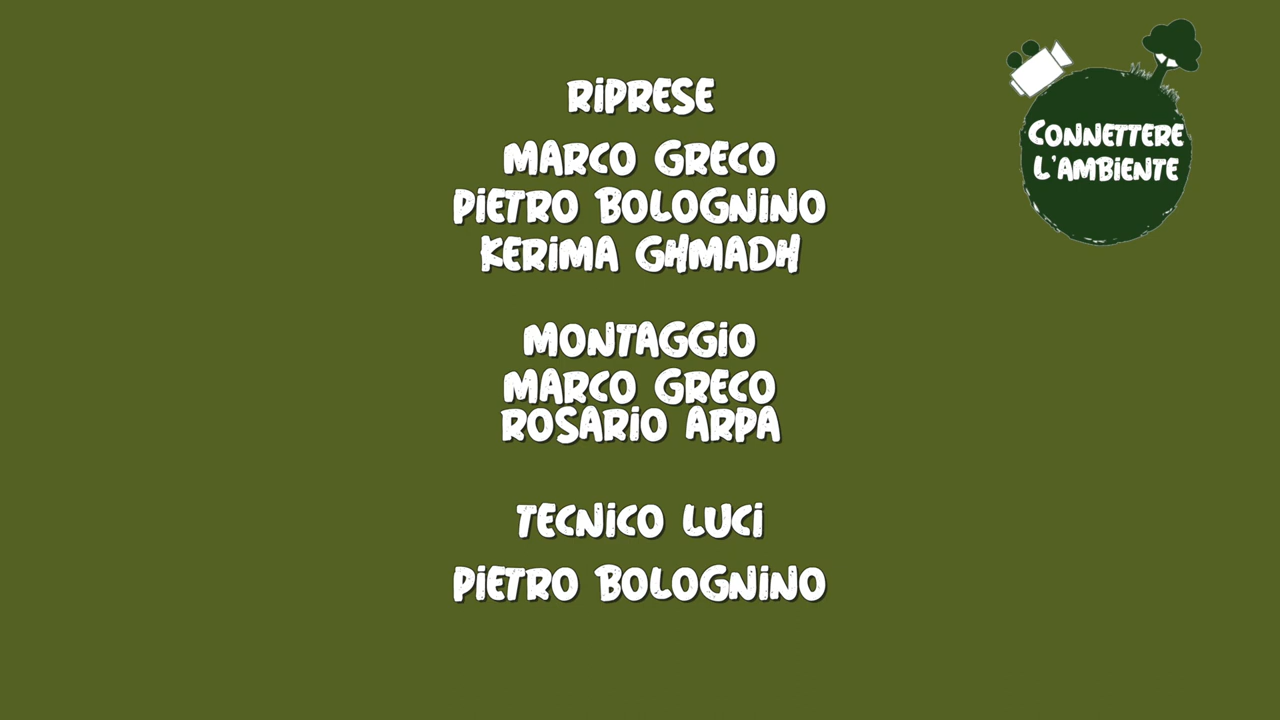 RiPRESE
MARCO GRECO
PiETRO BOLOGNiNO
KERiMA GHMADH
MONTAGGiO
MARCO GRECO
ROSARiO ARPA
TECNiCO LUCi
PiETRO BOLOGNiNO
CONNETTERE
L'AMBiENTE